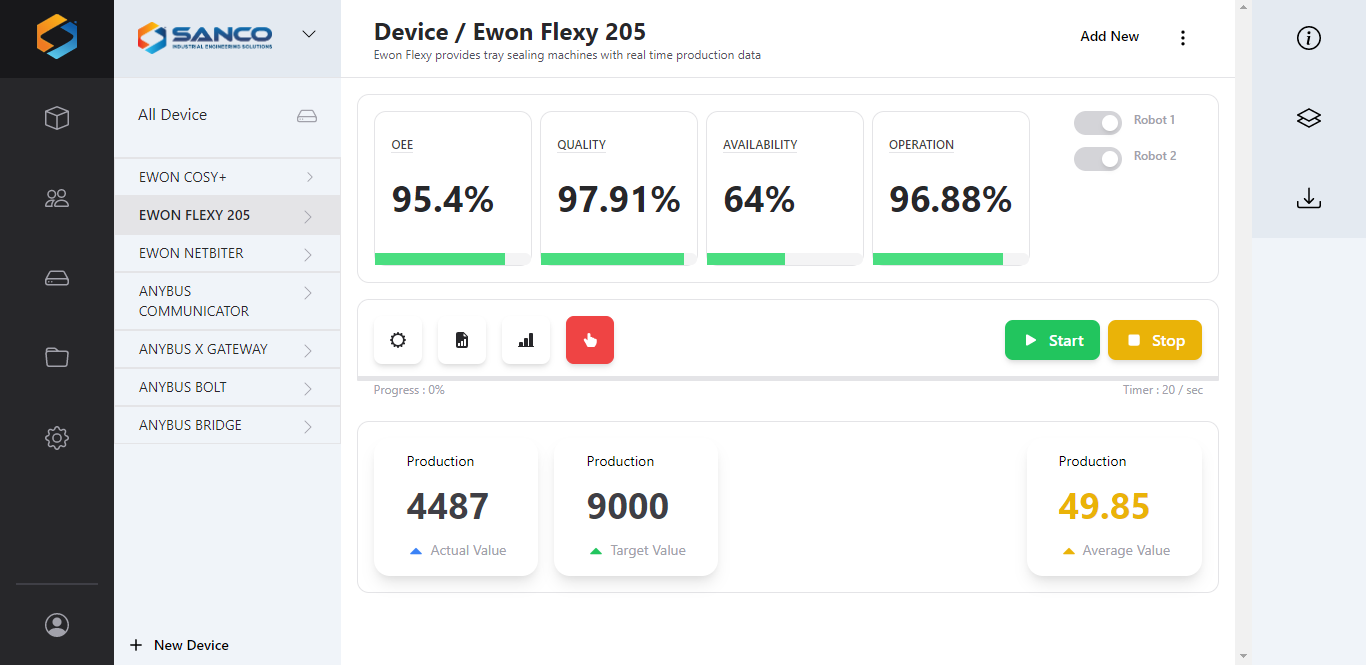 SANCO
INDUSTRIAL ENGINEERING SOLUTIONS
All Device
EWON COSY+
EWON FLEXY 205
EWON NETBITER
ANYBUS
COMMUNICATOR
ANYBUS X GATEWAY
ANYBUS BOLT
ANYBUS BRIDGE
New Device
Device / Ewon Flexy 205
Ewon Flexy provides tray sealing machines with real time production data
Add New
OEE
95.4%
QUALITY
97.91%
AVAILABILITY
64%
OPERATION
96.88%
Robot 1
Robot 2
Start
Stop
Progress : 0%
Timer : 20 / sec
Production
4487
Actual Value
Production
9000
Target Value
Production
49.85
Average Value